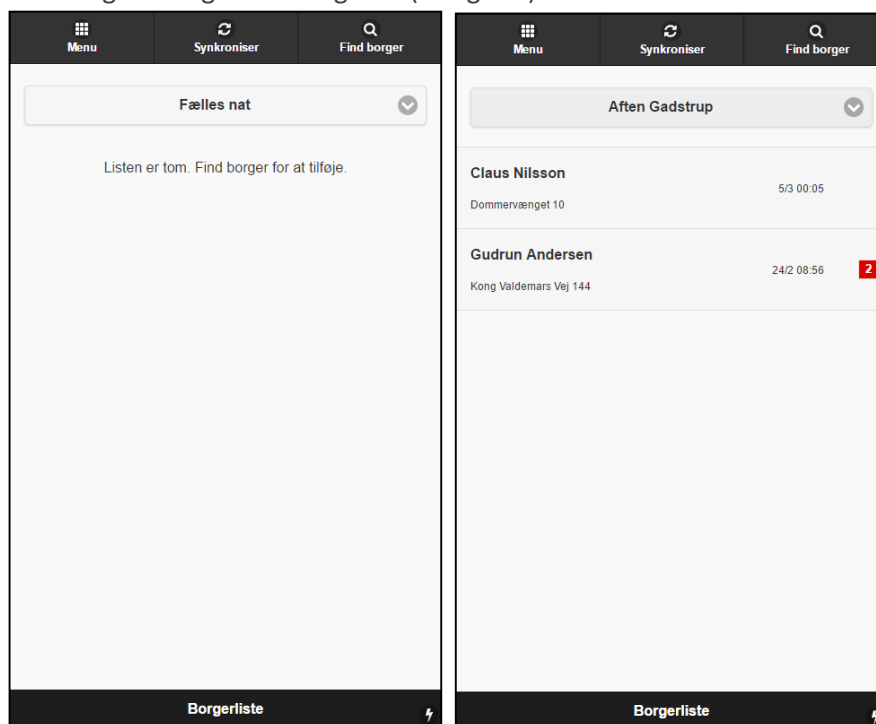 Menu Synkroniser Find borger
Fælles nat
Listen er tom. Find borger for at tilføje.
Borgerliste
Menu Synkroniser Find borger
Aften Gadstrup
Claus Nilsson
5/3 00:05
Dommervænget 10
Gudrun Andersen
24/2 08:56 2
Kong Valdemars Vej 144
Borgerliste